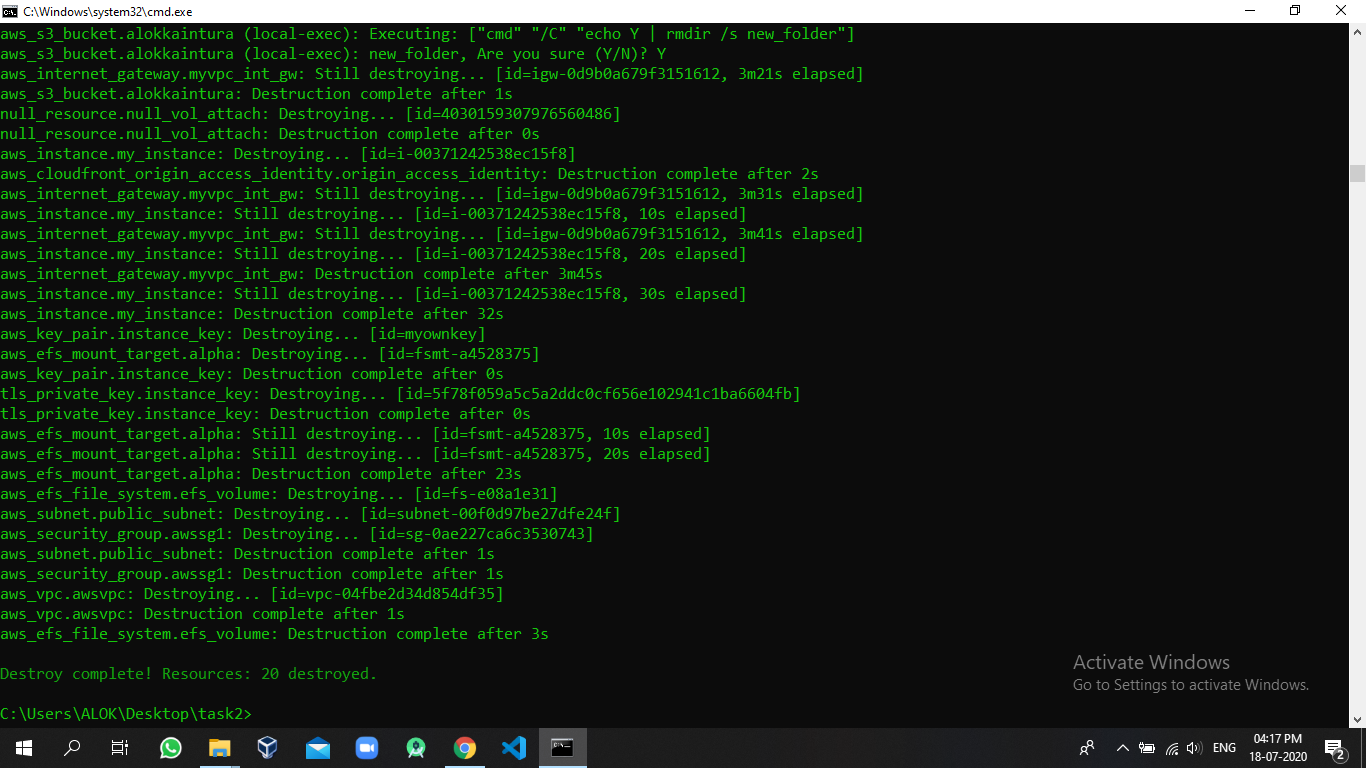 C:\Windows\system32\cmd.exe
aws_s3_bucket.alokkaintura (local-exec): Executing: ["cmd" "/C" "echo Y | rmdir /s new_folder"]
aws_s3_bucket.alokkaintura (local-exec): new_folder, Are you sure (Y/N)? Y
aws_internet_gateway.myvpc_int_gw: Still destroying... [id=igw-0d9b0a679f3151612, 3m21s elapsed]
aws_s3_bucket.alokkaintura: Destruction complete after 1s
null_resource.null_vol_attach: Destroying... [id=4030159307976560486]
null_resource.null_vol_attach: Destruction complete after 0s
aws_instance.my_instance: Destroying... [id=i-00371242538ec15f8]
aws_cloudfront_origin_access_identity.origin_access_identity: Destruction complete after 2s
aws_internet_gateway.myvpc_int_gw: Still destroying... [id=igw-0d9b0a679f3151612, 3m31s elapsed]
aws_instance.my_instance: Still destroying... [id=i-00371242538ec15f8, 10s elapsed]
aws_internet_gateway.myvpc_int_gw: Still destroying... [id=igw-0d9b0a679f3151612, 3m41s elapsed]
aws_instance.my_instance: Still destroying... [id=i-00371242538ec15f8, 20s elapsed]
aws_internet_gateway.myvpc_int_gw: Destruction complete after 3m45s
aws_instance.my_instance: Still destroying... [id=i-00371242538ec15f8, 30s elapsed]
aws_instance.my_instance: Destruction complete after 32s
aws_key_pair.instance_key: Destroying... [id=myownkey]
aws_efs_mount_target.alpha: Destroying... [id=fsmt-a4528375]
aws_key_pair.instance_key: Destruction complete after 0s
tls_private_key.instance_key: Destroying... [id=5f78f059a5c5a2ddc0cf656e102941c1ba6604fb]
tls_private_key.instance_key: Destruction complete after 0s
aws_efs_mount_target.alpha: Still destroying... [id=fsmt-a4528375, 10s elapsed]
aws_efs_mount_target.alpha: Still destroying... [id=fsmt-a4528375, 20s elapsed]
aws_efs_mount_target.alpha: Destruction complete after 23s
aws_efs_file_system.efs_volume: Destroying... [id=fs-e08a1e31]
aws_subnet.public_subnet: Destroying... [id=subnet-00f0d97be27dfe24f]
aws_security_group.awssg1: Destroying... [id=sg-0ae227ca6c3530743]
aws_subnet.public_subnet: Destruction complete after 1s
aws_security_group.awssg1: Destruction complete after 1s
aws_vpc.awsvpc: Destroying... [id=vpc-04fbe2d34d854df35]
aws_vpc.awsvpc: Destruction complete after 1s
aws_efs_file_system.efs_volume: Destruction complete after 3s
Destroy complete! Resources: 20 destroyed.
C:\Users\ALOK\Desktop\task2>
Activate Windows
Go to Settings to activate Windows.
ENG
04:17 PM
18-07-2020
2